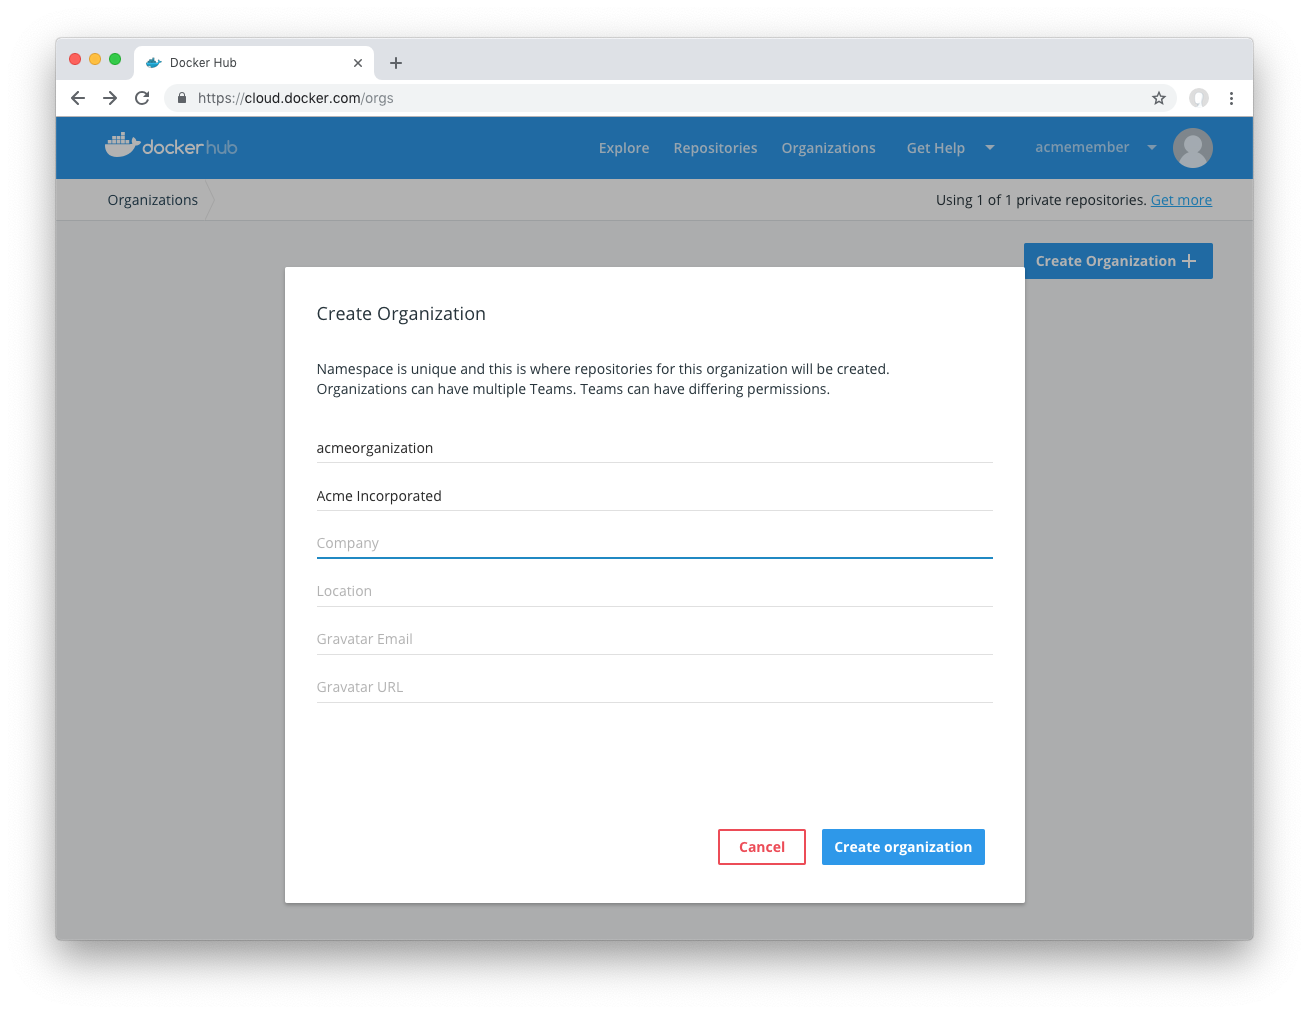 Docker Hub
https://cloud.docker.com/orgs
dockerhub
Explore Repositories Organizations Get Help acmemember
Organizations
Using 1 of 1 private repositories. Get more
Create Organization
Create Organization
Namespace is unique and this is where repositories for this organization will be created.
Organizations can have multiple Teams. Teams can have differing permissions.
acmeorganization
Acme Incorporated
Company
Location
Gravatar Email
Gravatar URL
Cancel Create organization